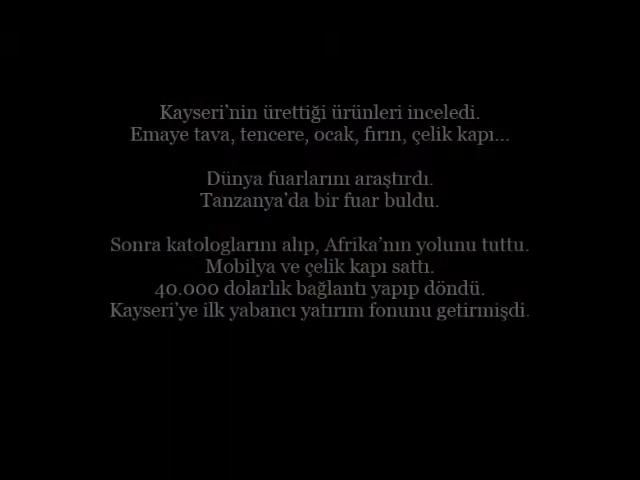 Kayseri’nin ürettiği ürünleri inceledi.
Emaye tava, tencere, ocak, fırın, çelik kapı...
Dünya fuarlarını araştırdı.
Tanzanya’da bir fuar buldu.
Sonra katologlarını alıp, Afrika’nın yolunu tuttu.
Mobilya ve çelik kapı sattı.
40.000 dolarlık bağlantı yapıp döndü.
Kayseri’ye ilk yabancı yatırım fonunu getirmişdi.